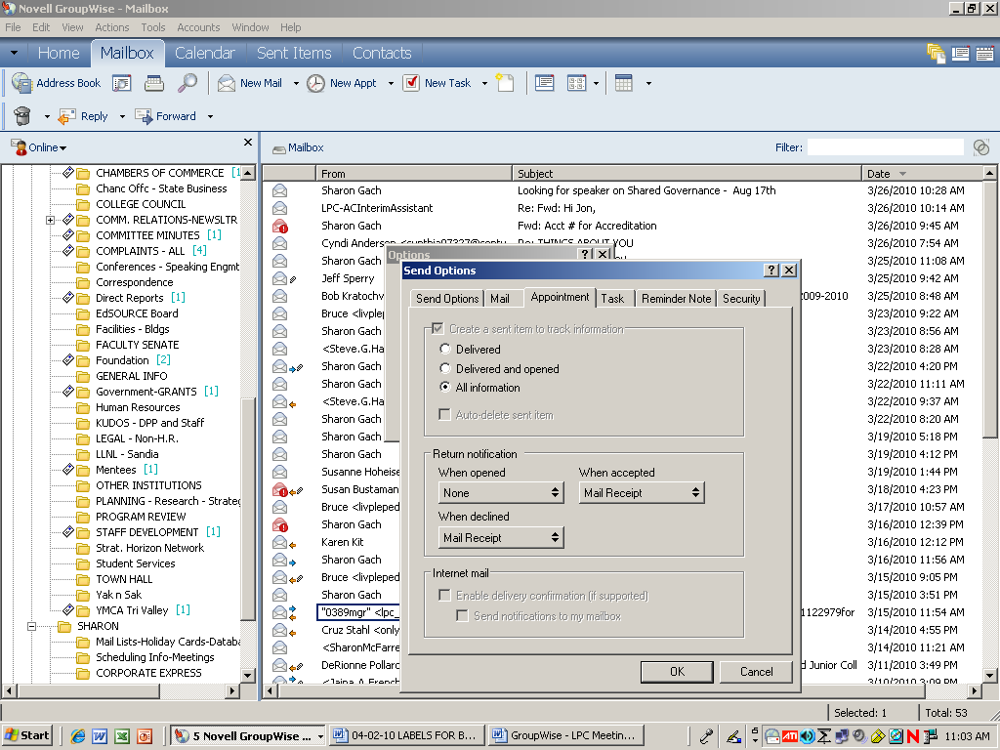 Novell GroupWise - Mailbox
File Edit View Actions Tools Accounts Window Help
Home Mailbox Calendar Sent Items Contacts
Address Book New Mail New Appt New Task
Reply Forward
Online
Mailbox Filter:
CHAMBERS OF COMMERCE [1
Chanc Offc - State Business
COLLEGE COUNCIL
COMM. RELATIONS-NEWSLTR
COMMITTEE MINUTES [1]
COMPLAINTS - ALL [4]
Conferences - Speaking Engmt
Correspondence
Direct Reports [1]
EdSOURCE Board
Facilities - Bldgs
FACULTY SENATE
Foundation [2]
GENERAL INFO
Government-GRANTS [1]
Human Resources
KUDOS - DPP and Staff
LEGAL - Non-H.R.
LLNL - Sandia
Mentees [1]
OTHER INSTITUTIONS
PLANNING - Research - Strateg
PROGRAM REVIEW
STAFF DEVELOPMENT [1]
Strat. Horizon Network
Student Services
TOWN HALL
Yak n Sak
YMCA Tri Valley [1]
SHARON
Mail Lists-Holiday Cards-Databa
Scheduling Info-Meetings
CORPORATE EXPRESS
From Subject Date
Sharon Gach Looking for speaker on Shared Governance - Aug 17th 3/26/2010 10:28 AM
LPC-ACInterimAssistant Re: Fwd: Hi Jon, 3/26/2010 10:14 AM
Sharon Gach Fwd: Acct # for Accreditation 3/26/2010 9:45 AM
Cyndi Anderson <cynthia97327@centu Re: THINGS ABOUT YOU 3/26/2010 7:54 AM
Sharon Gach 3/25/2010 11:08 AM
Jeff Sperry 3/25/2010 9:42 AM
Bob Kratochv 2009-2010 3/25/2010 8:48 AM
Bruce <livplep 3/23/2010 9:22 AM
Sharon Gach 3/23/2010 8:56 AM
<Steve.G.Ha 3/23/2010 8:28 AM
Sharon Gach 3/22/2010 4:20 PM
Sharon Gach 3/22/2010 11:11 AM
<Steve.G.Ha 3/22/2010 9:37 AM
Sharon Gach 3/22/2010 8:20 AM
Sharon Gach 3/19/2010 5:18 PM
Sharon Gach 3/19/2010 4:12 PM
Susanne Hoheise 3/19/2010 1:44 PM
Susan Bustaman 3/18/2010 4:23 PM
Bruce <livpleped 3/17/2010 10:57 AM
Sharon Gach 3/16/2010 12:39 PM
Karen Kit 3/16/2010 12:12 PM
Sharon Gach 3/16/2010 11:56 AM
Bruce <livpleped 3/15/2010 9:05 PM
Sharon Gach 3/15/2010 3:51 PM
"0389mgr" <lpc_ 1122979for 3/15/2010 11:54 AM
Cruz Stahl <only 3/14/2010 4:55 PM
<SharonMcFarre 3/14/2010 11:21 AM
DeRionne Pollarc d Junior Coll 3/11/2010 3:49 PM
<Jaina.A.French 3/10/2010 3:09 PM
Options
Send Options
Send Options Mail Appointment Task Reminder Note Security
Create a sent item to track information
Delivered
Delivered and opened
All information
Auto-delete sent item
Return notification
When opened When accepted
None Mail Receipt
When declined
Mail Receipt
Internet mail
Enable delivery confirmation (if supported)
Send notifications to my mailbox
OK Cancel
Selected: 1 Total: 53
Start 5 Novell GroupWise ... 04-02-10 LABELS FOR B... GroupWise - LPC Meetin... 11:03 AM